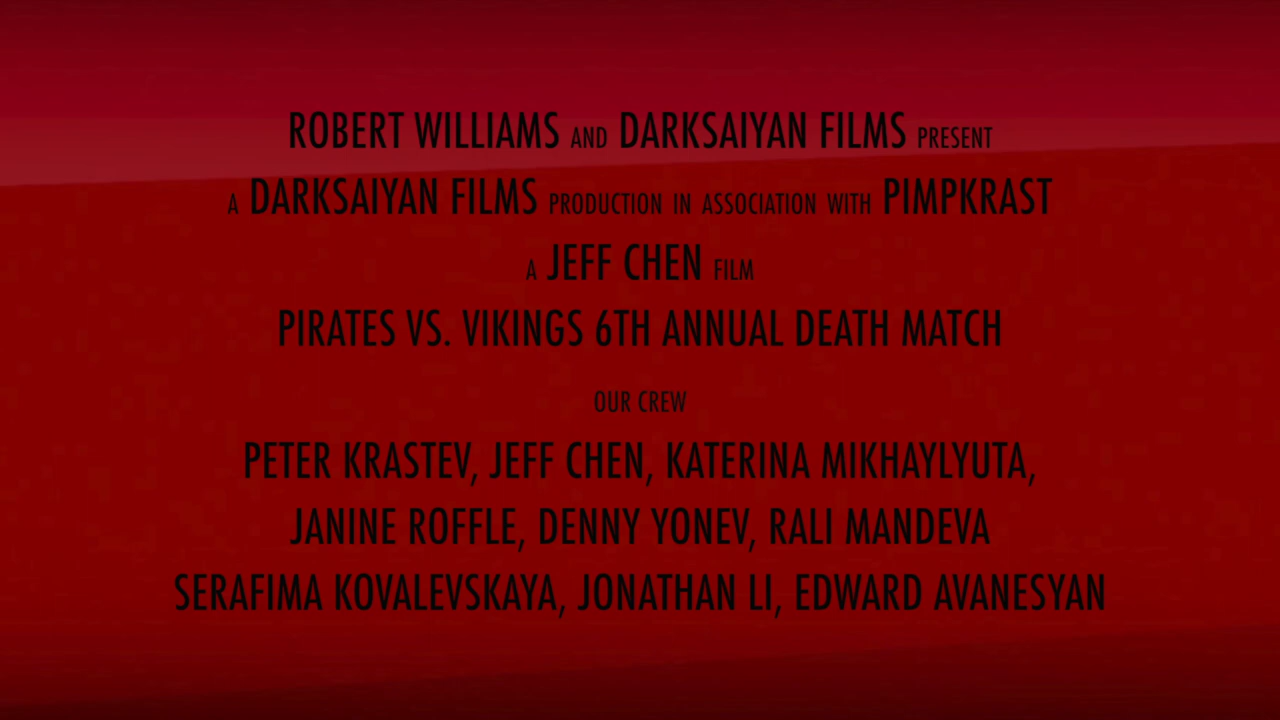 ROBERT WILLIAMS AND DARKSAIYAN FILMS PRESENT
A DARKSAIYAN FILMS PRODUCTION IN ASSOCIATION WITH PIMPKRAST
A JEFF CHEN FILM
PIRATES VS. VIKINGS 6TH ANNUAL DEATH MATCH
OUR CREW
PETER KRASTEV, JEFF CHEN, KATERINA MIKHAYLYUTA,
JANINE ROFFLE, DENNY YONEV, RALI MANDEVA
SERAFIMA KOVALEVSKAYA, JONATHAN LI, EDWARD AVANESYAN